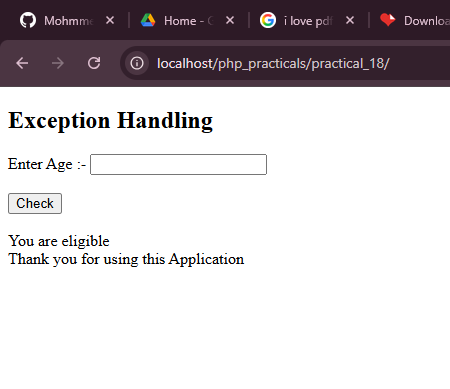 Mohmme
Home - G
i love pdf
Downloa
localhost/php_practicals/practical_18/
Exception Handling
Enter Age :-
Check
You are eligible
Thank you for using this Application